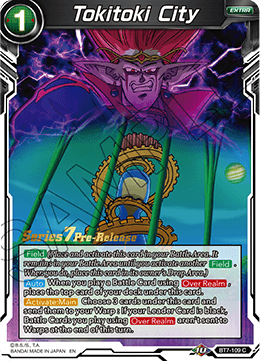 1
Tokitoki City
EXTRA
Series 7 Pre-Release
Field (Place and activate this card in your Battle Area. It
remains in your Battle Area until you activate another Field.
When you do, place this card in its owner's Drop Area.)
Auto When you play a Battle Card using Over Realm,
place the top card of your deck under this card.
Activate: Main Choose 3 cards under this card and
send them to your Warp : If your Leader Card is black,
Battle Cards you play using Over Realm aren't sent to
Warps at the end of this turn.
©B.S./S., T.A.
BANDAI MADE IN JAPAN EN
BT7-109 C